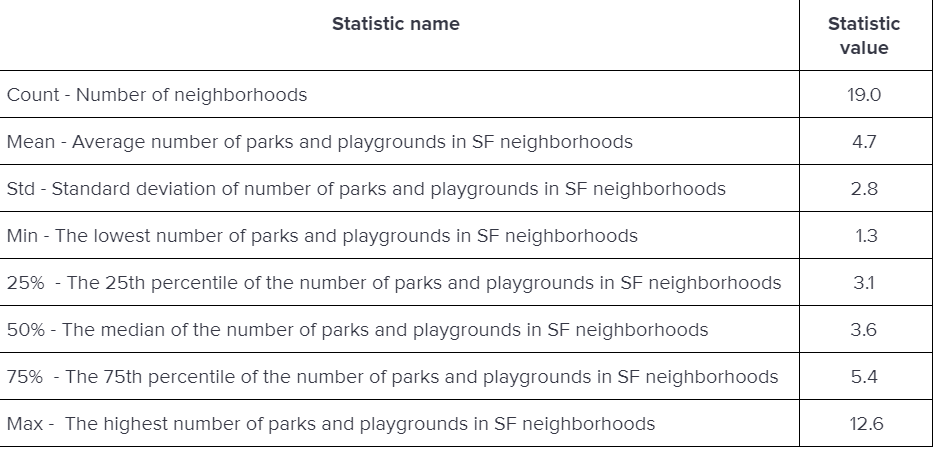 Statistic name
Statistic
value
Count - Number of neighborhoods
19.0
Mean - Average number of parks and playgrounds in SF neighborhoods
4.7
Std - Standard deviation of number of parks and playgrounds in SF neighborhoods
2.8
Min - The lowest number of parks and playgrounds in SF neighborhoods
1.3
25% - The 25th percentile of the number of parks and playgrounds in SF neighborhoods
3.1
50% - The median of the number of parks and playgrounds in SF neighborhoods
3.6
75% - The 75th percentile of the number of parks and playgrounds in SF neighborhoods
5.4
Max - The highest number of parks and playgrounds in SF neighborhoods
12.6